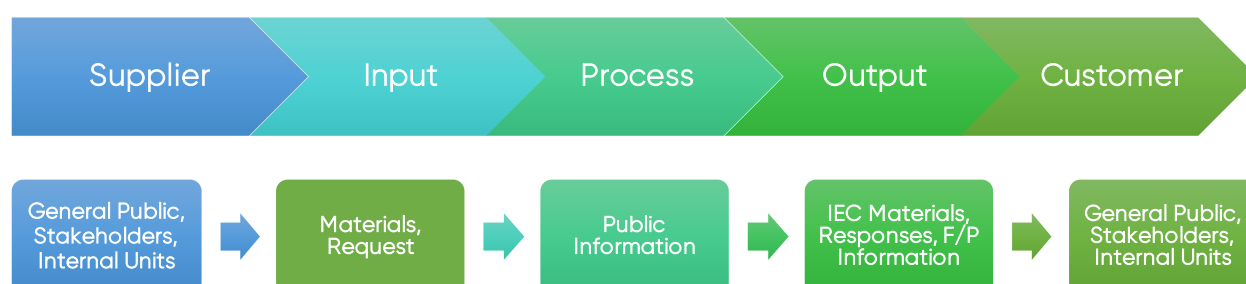 Supplier
Input
Process
Output
Customer
General Public,
Stakeholders,
Internal Units
Materials,
Request
Public
Information
IEC Materials,
Responses, F/P
Information
General Public,
Stakeholders,
Internal Units